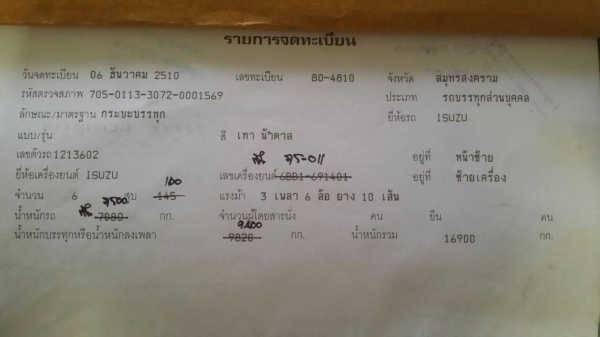 รายการจดทะเบียน
วันจดทะเบียน 06 ธันวาคม 2510 เลขทะเบียน 80-4810 จังหวัด สมุทรสงคราม
รหัสตรวจสภาพ 705-0113-3072-0001569 ประเภท รถบรรทุกส่วนบุคคล
ลักษณะ/มาตรฐาน กระบะบรรทุก ยี่ห้อรถ ISUZU
แบบ/รุ่น สี เทา น้ำตาล
เลขตัวรถ 1213602 อยู่ที่ หน้าซ้าย
ยี่ห้อเครื่องยนต์ ISUZU เลขเครื่องยนต์ 6BB1-691401 อยู่ที่ ซ้ายเครื่อง
160
จำนวน 6 สูบ 145 แรงม้า 3 เพลา 6 ล้อ ยาง 10 เส้น
7500
น้ำหนักรถ 7080 กก. จำนวนผู้โดยสารนั่ง คน ยืน คน
9400
น้ำหนักบรรทุกหรือน้ำหนักลงเพลา 9820 กก. น้ำหนักรวม 16900 กก.